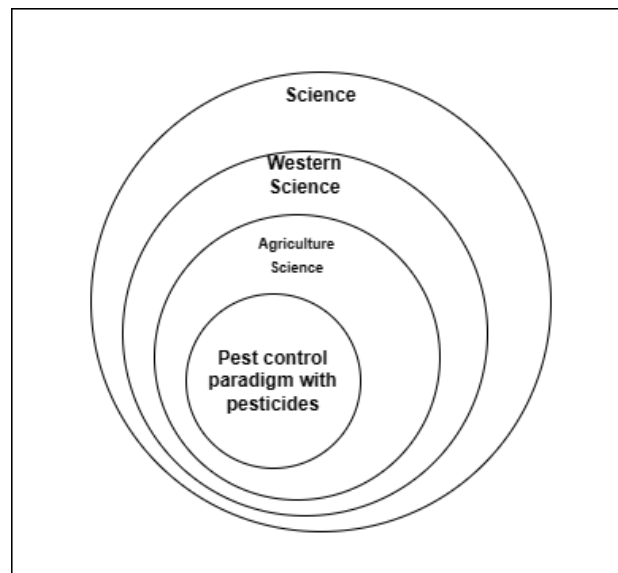 Science
Western
Science
Agriculture
Science
Pest control
paradigm with
pesticides